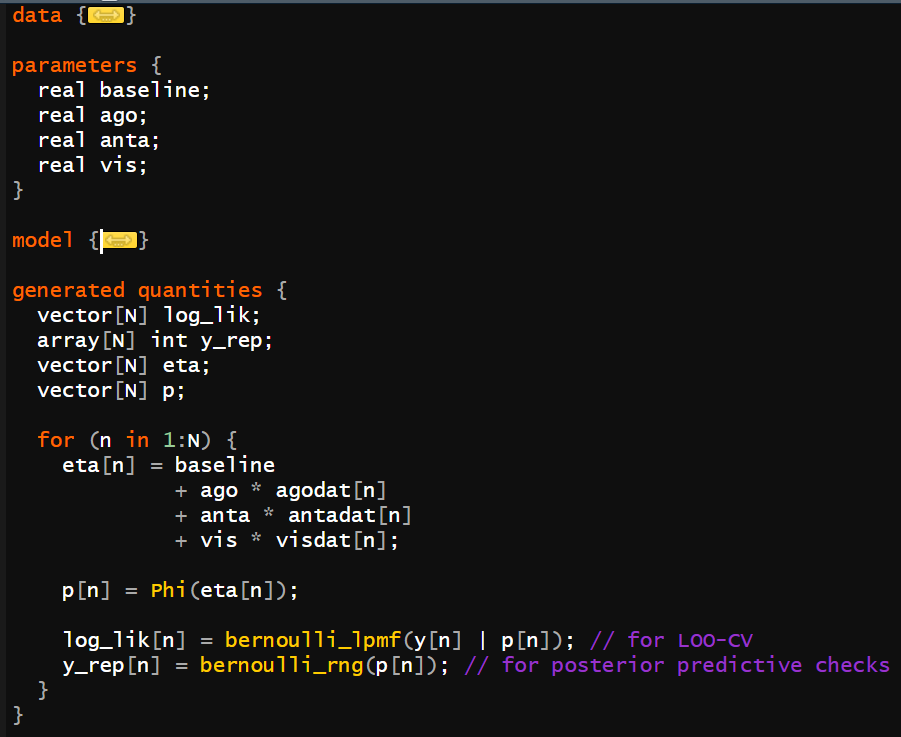 data {}
parameters {
real baseline;
real ago;
real anta;
real vis;
}
model {}
generated quantities {
vector[N] log_lik;
array[N] int y_rep;
vector[N] eta;
vector[N] p;
for (n in 1:N) {
eta[n] = baseline
+ ago * agodat[n]
+ anta * antadat[n]
+ vis * visdat[n];
p[n] = Phi(eta[n]);
log_lik[n] = bernoulli_lpmf(y[n] | p[n]); // for LOO-CV
y_rep[n] = bernoulli_rng(p[n]); // for posterior predictive checks
}
}